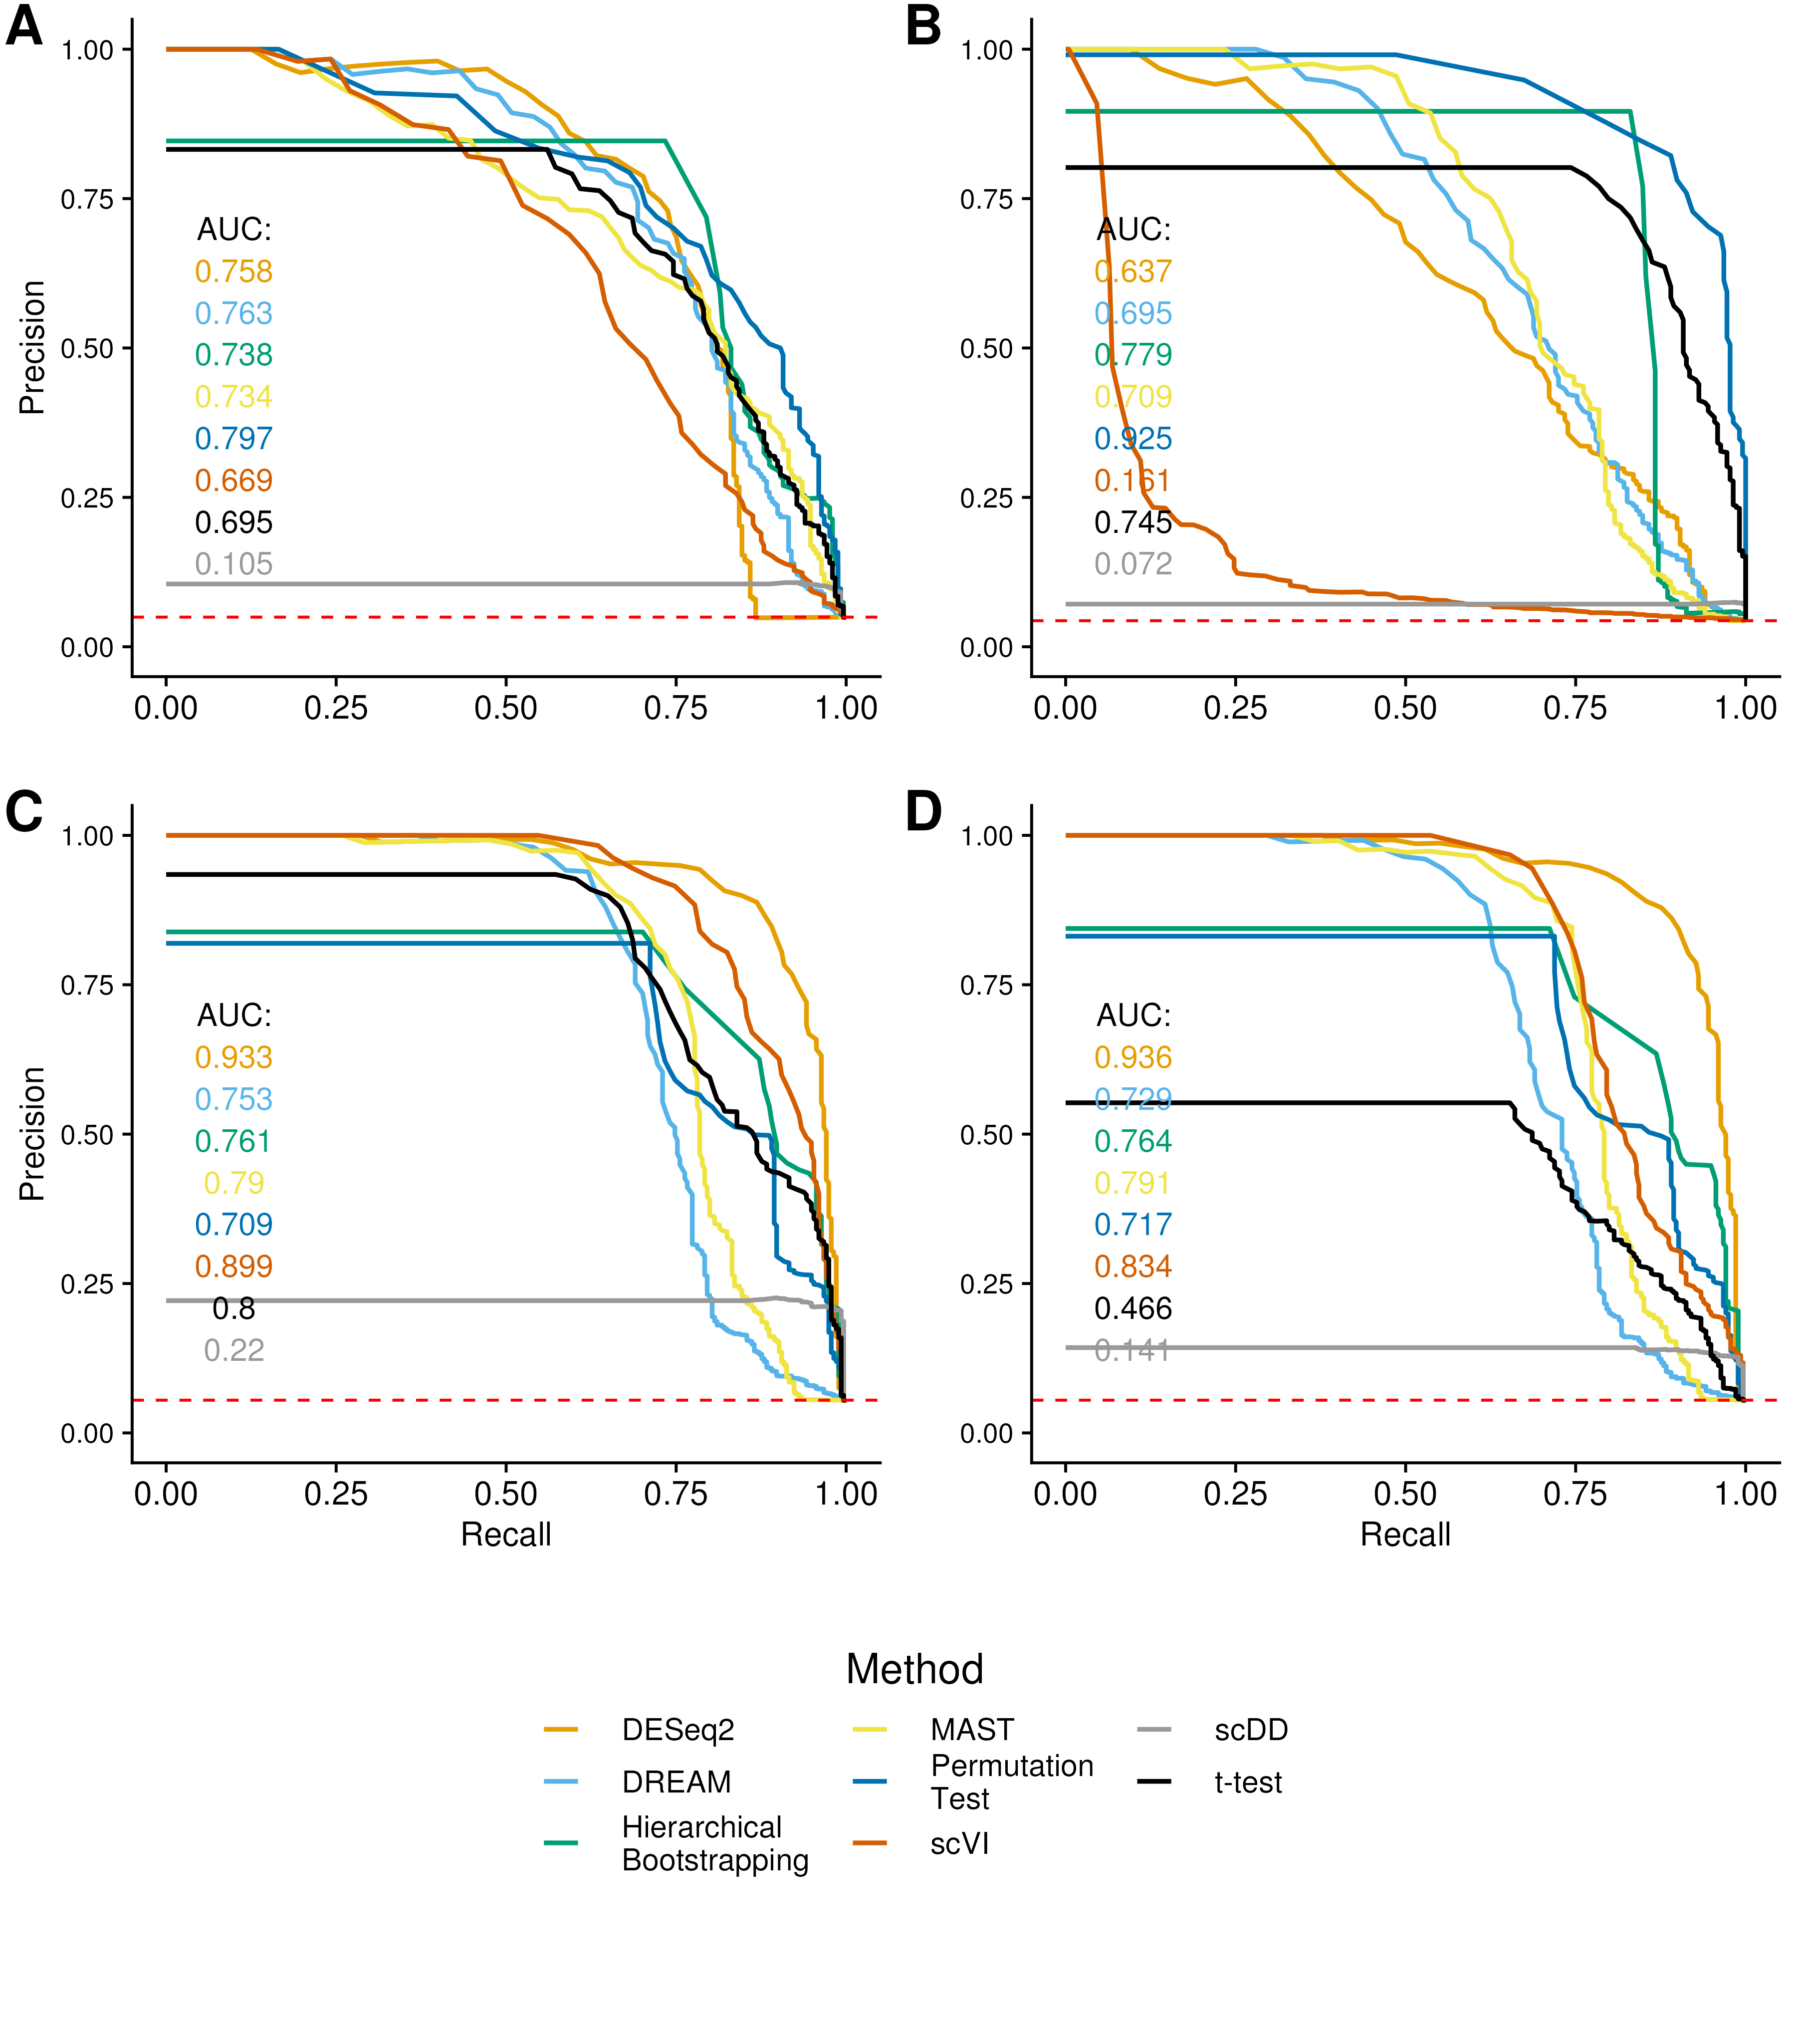 A
B
Precision
1.00
0.75
0.50
0.25
0.00
AUC:
0.758
0.763
0.738
0.734
0.797
0.669
0.695
0.105
0.00 0.25 0.50 0.75 1.00
1.00
0.75
0.50
0.25
0.00
AUC:
0.637
0.695
0.779
0.709
0.925
0.161
0.745
0.072
0.00 0.25 0.50 0.75 1.00
C
D
Precision
1.00
0.75
0.50
0.25
0.00
AUC:
0.933
0.753
0.761
0.79
0.709
0.899
0.8
0.22
0.00 0.25 0.50 0.75 1.00
Recall
1.00
0.75
0.50
0.25
0.00
AUC:
0.936
0.729
0.764
0.791
0.717
0.834
0.466
0.141
0.00 0.25 0.50 0.75 1.00
Recall
Method
DESeq2
DREAM
Hierarchical
Bootstrapping
MAST
Permutation
Test
scVI
scDD
t-test